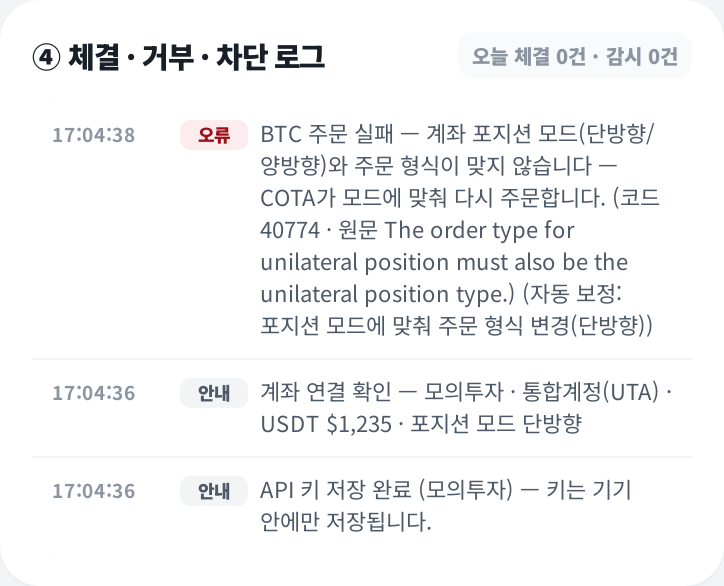 ④ 체결 · 거부 · 차단 로그
오늘 체결 0건 · 감시 0건
17:04:38 오류 BTC 주문 실패 — 계좌 포지션 모드(단방향/
양방향)와 주문 형식이 맞지 않습니다 —
COTA가 모드에 맞춰 다시 주문합니다. (코드
40774 · 원문 The order type for
unilateral position must also be the
unilateral position type.) (자동 보정:
포지션 모드에 맞춰 주문 형식 변경(단방향))
17:04:36 안내 계좌 연결 확인 — 모의투자 · 통합계정(UTA) ·
USDT $1,235 · 포지션 모드 단방향
17:04:36 안내 API 키 저장 완료 (모의투자) — 키는 기기
안에만 저장됩니다.